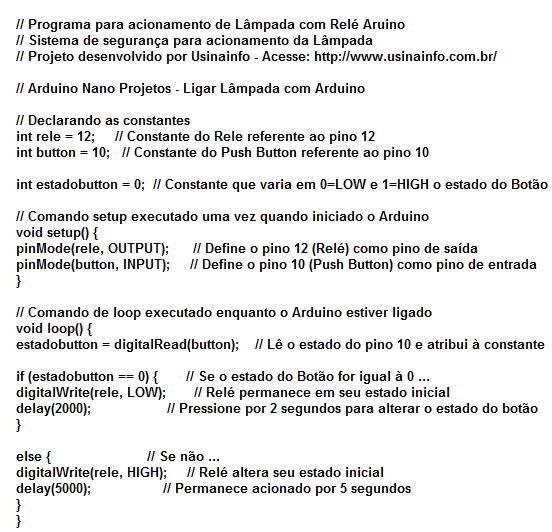 // Programa para acionamento de Lâmpada com Relé Aruino
// Sistema de segurança para acionamento da Lâmpada
// Projeto desenvolvido por Usinainfo - Acesse: http://www.usinainfo.com.br/
// Arduino Nano Projetos - Ligar Lâmpada com Arduino
// Declarando as constantes
int rele = 12; // Constante do Rele referente ao pino 12
int button = 10; // Constante do Push Button referente ao pino 10
int estadobutton = 0; // Constante que varia em 0=LOW e 1=HIGH o estado do Botão
// Comando setup executado uma vez quando iniciado o Arduino
void setup() {
pinMode(rele, OUTPUT); // Define o pino 12 (Relé) como pino de saída
pinMode(button, INPUT); // Define o pino 10 (Push Button) como pino de entrada
}
// Comando de loop executado enquanto o Arduino estiver ligado
void loop() {
estadobutton = digitalRead(button); // Lê o estado do pino 10 e atribui à constante
if (estadobutton == 0) { // Se o estado do Botão for igual à 0 ...
digitalWrite(rele, LOW); // Relé permanece em seu estado inicial
delay(2000); // Pressione por 2 segundos para alterar o estado do botão
}
else { // Se não ...
digitalWrite(rele, HIGH); // Relé altera seu estado inicial
delay(5000); // Permanece acionado por 5 segundos
}
}